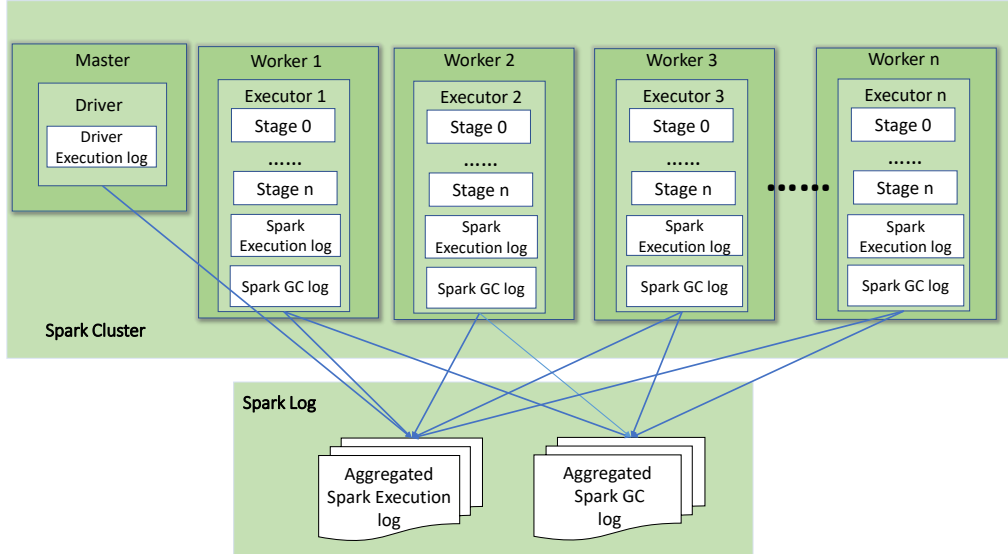 Master
Driver
Driver
Execution log
Worker 1
Executor 1
Stage 0
......
Stage n
Spark
Execution log
Spark GC log
Worker 2
Executor 2
Stage 0
......
Stage n
Spark
Execution log
Spark GC log
Worker 3
Executor 3
Stage 0
......
Stage n
Spark
Execution log
Spark GC log
......
Worker n
Executor n
Stage 0
......
Stage n
Spark
Execution log
Spark GC log
Spark Cluster
Spark Log
Aggregated
Spark Execution
log
Aggregated
Spark GC
log